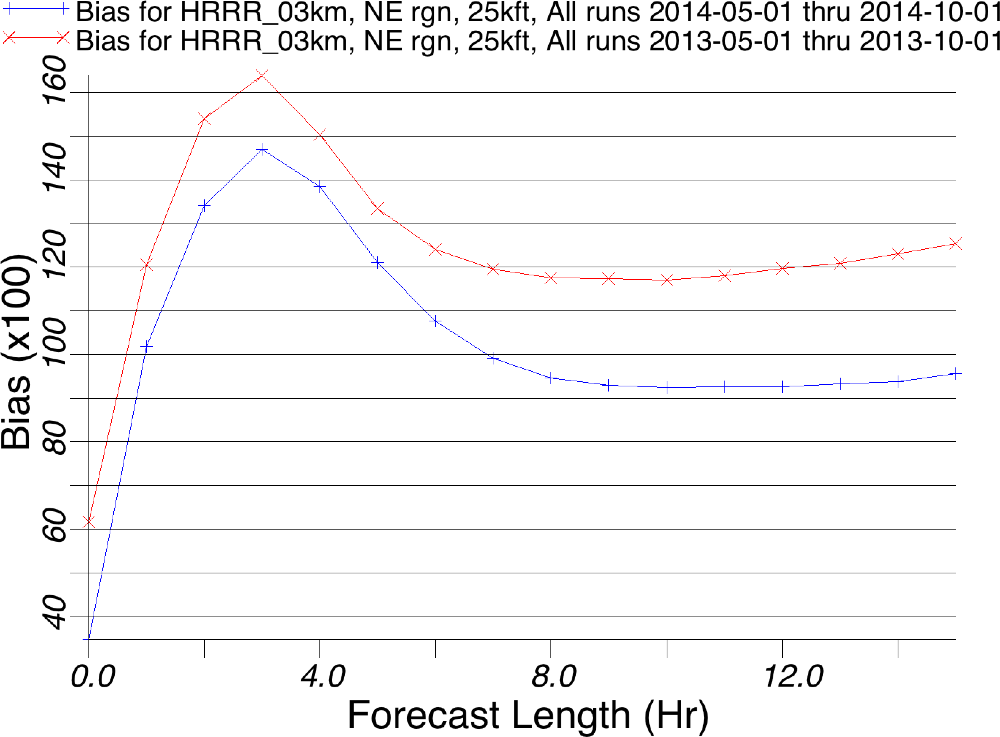 Bias for HRRR_03km, NE rgn, 25kft, All runs 2014-05-01 thru 2014-10-01
Bias for HRRR_03km, NE rgn, 25kft, All runs 2013-05-01 thru 2013-10-01
160
140
120
100
80
60
40
Bias (x100)
0.0 4.0 8.0 12.0
Forecast Length (Hr)